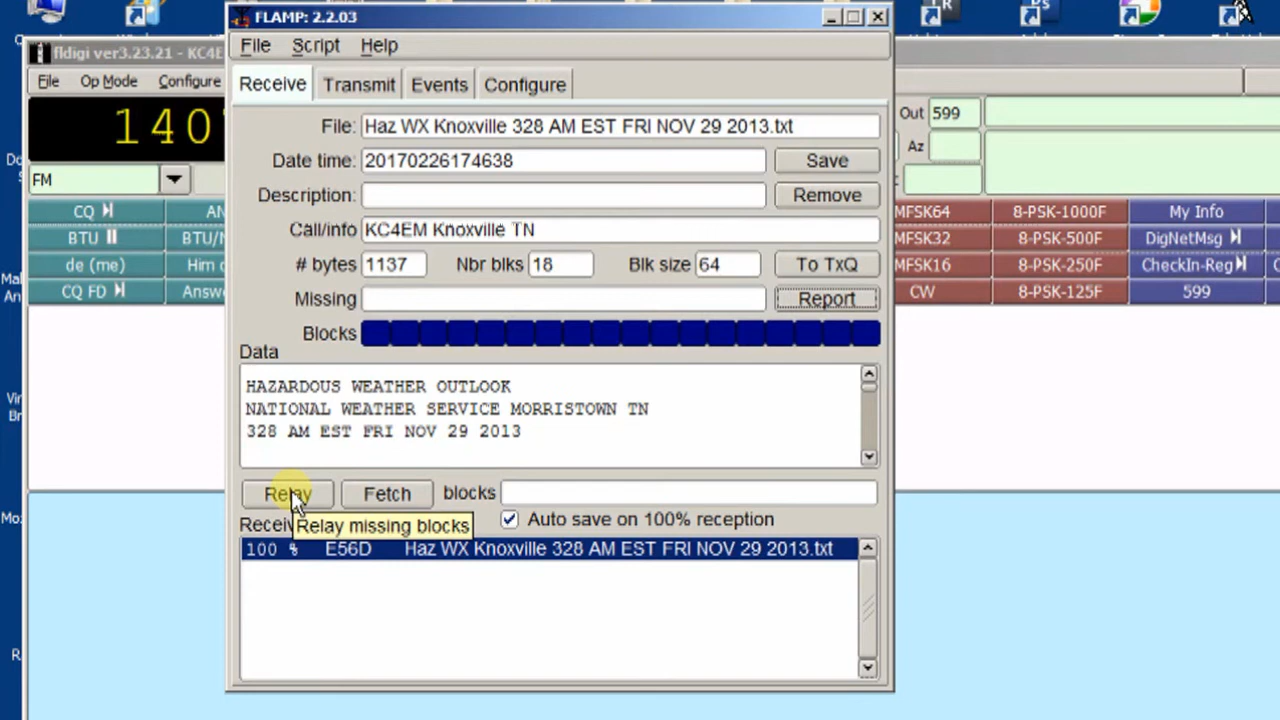 FLAMP: 2.2.03
File Script Help
Receive Transmit Events Configure
File: Haz WX Knoxville 328 AM EST FRI NOV 29 2013.txt
Date time: 20170226174638 Save
Description: Remove
Call/info KC4EM Knoxville TN
# bytes 1137 Nbr blks 18 Blk size 64 To TxQ
Missing Report
Blocks
Data
HAZARDOUS WEATHER OUTLOOK
NATIONAL WEATHER SERVICE MORRISTOWN TN
328 AM EST FRI NOV 29 2013
Relay Fetch blocks
Relay missing blocks
Auto save on 100% reception
100 % E56D Haz WX Knoxville 328 AM EST FRI NOV 29 2013.txt
fldigi ver3.23.21 - KC4E
File Op Mode Configure
140
FM
CQ
BTU BTU/
de (me) Him
CQ FD Answ
Out 599
Az
MFSK64 8-PSK-1000F My Info
MFSK32 8-PSK-500F DigNetMsg
MFSK16 8-PSK-250F CheckIn-Reg
CW 8-PSK-125F 599